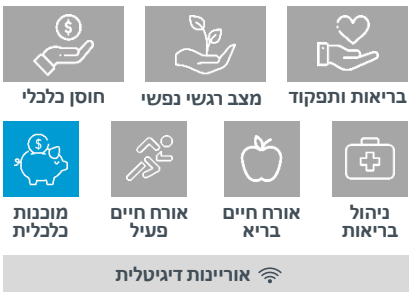 בריאות ותפקוד
מצב רגשי נפשי
חוסן כלכלי
ניהול
בריאות
אורח חיים
בריא
אורח חיים
פעיל
מוכנות
כלכלית
אוריינות דיגיטלית